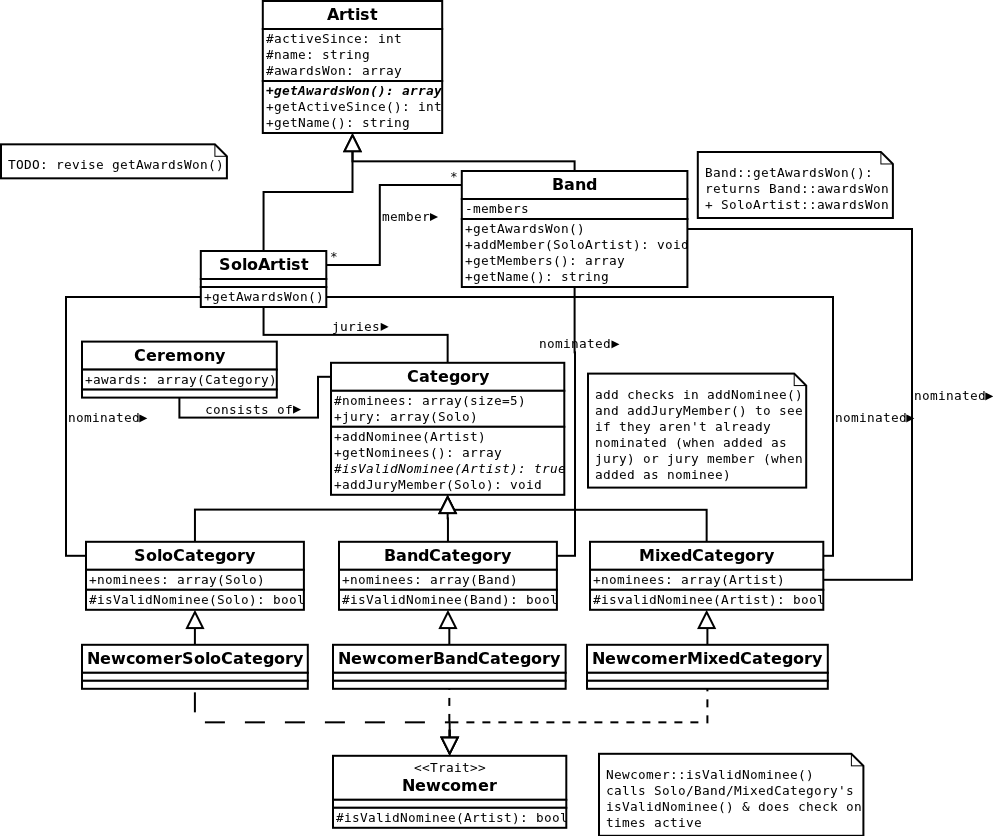 Artist
#activeSince: int
#name: string
#awardsWon: array
+getAwardsWon(): array
+getActiveSince(): int
+getName(): string
TODO: revise getAwardsWon()
Band::getAwardsWon():
returns Band::awardsWon
+ SoloArtist::awardsWon
*
Band
-members
+getAwardsWon()
+addMember(SoloArtist): void
+getMembers(): array
+getName(): string
member▶
*
SoloArtist
+getAwardsWon()
juries▶
nominated▶
Ceremony
+awards: array(Category)
consists of▶
Category
#nominees: array(size=5)
+jury: array(Solo)
+addNominee(Artist)
+getNominees(): array
#isValidNominee(Artist): true
+addJuryMember(Solo): void
add checks in addNominee()
and addJuryMember() to see
if they aren't already
nominated (when added as
jury) or jury member (when
added as nominee)
nominated▶
nominated▶
nominated▶
SoloCategory
+nominees: array(Solo)
#isValidNominee(Solo): bool
BandCategory
+nominees: array(Band)
#isValidNominee(Band): bool
MixedCategory
+nominees: array(Artist)
#isvalidNominee(Artist): bool
NewcomerSoloCategory
NewcomerBandCategory
NewcomerMixedCategory
<<Trait>>
Newcomer
#isValidNominee(Artist): bool
Newcomer::isValidNominee()
calls Solo/Band/MixedCategory's
isValidNominee() & does check on
times active